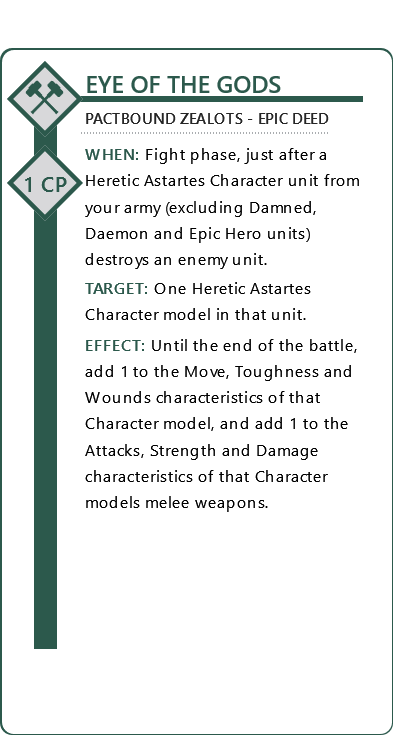 EYE OF THE GODS
PACTBOUND ZEALOTS - EPIC DEED
WHEN: Fight phase, just after a
1 CP
Heretic Astartes Character unit from
your army (excluding Damned,
Daemon and Epic Hero units)
destroys an enemy unit.
TARGET: One Heretic Astartes
Character model in that unit.
EFFECT: Until the end of the battle,
add 1 to the Move, Toughness and
Wounds characteristics of that
Character model, and add 1 to the
Attacks, Strength and Damage
characteristics of that Character
models melee weapons.